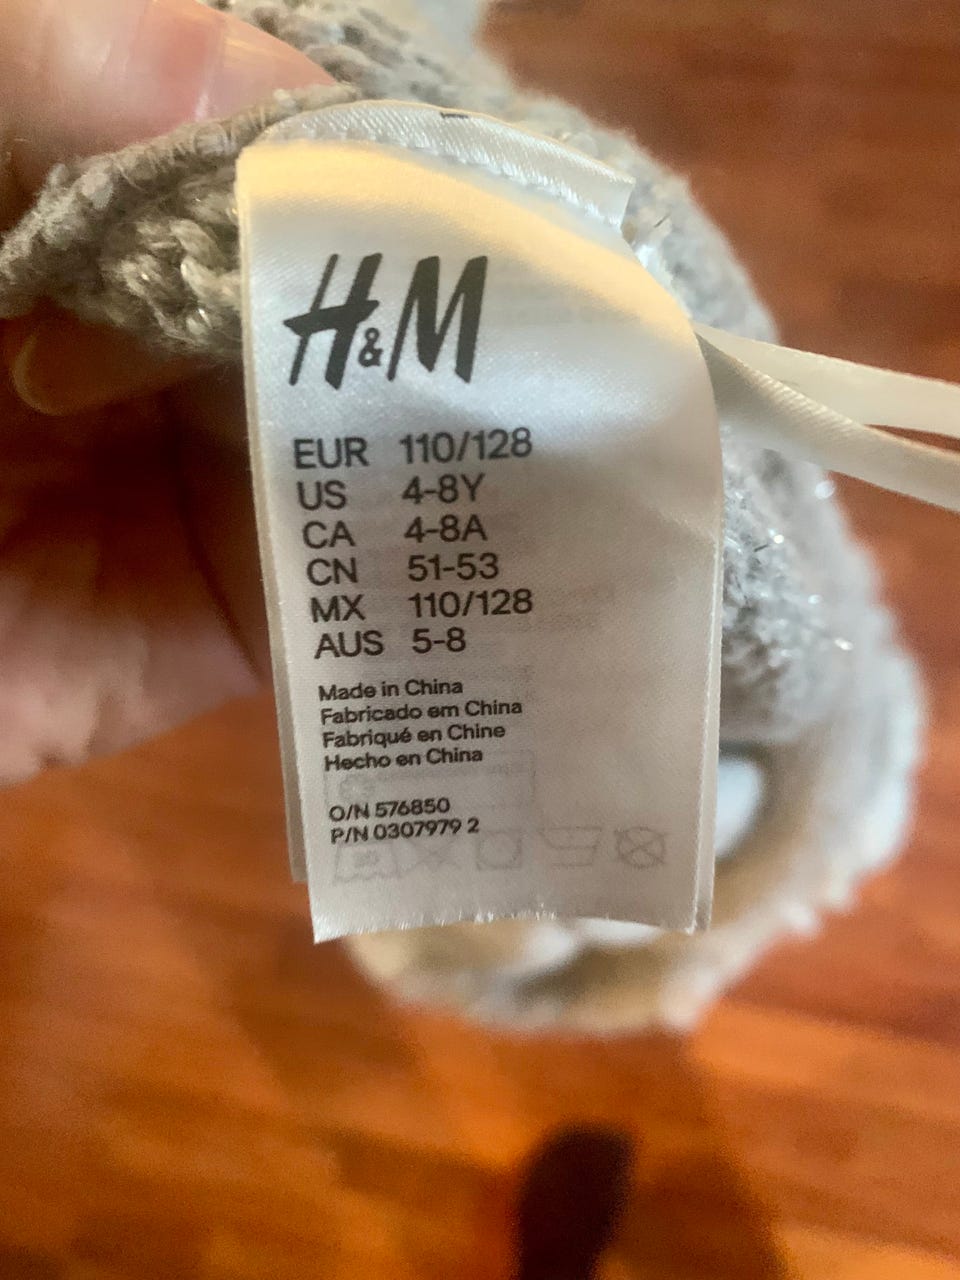 H&M
EUR 110/128
US 4-8Y
CA 4-8A
CN 51-53
MX 110/128
AUS 5-8
Made in China
Fabricado em China
Fabriqué en Chine
Hecho en China
O/N 576850
P/N 0307979 2